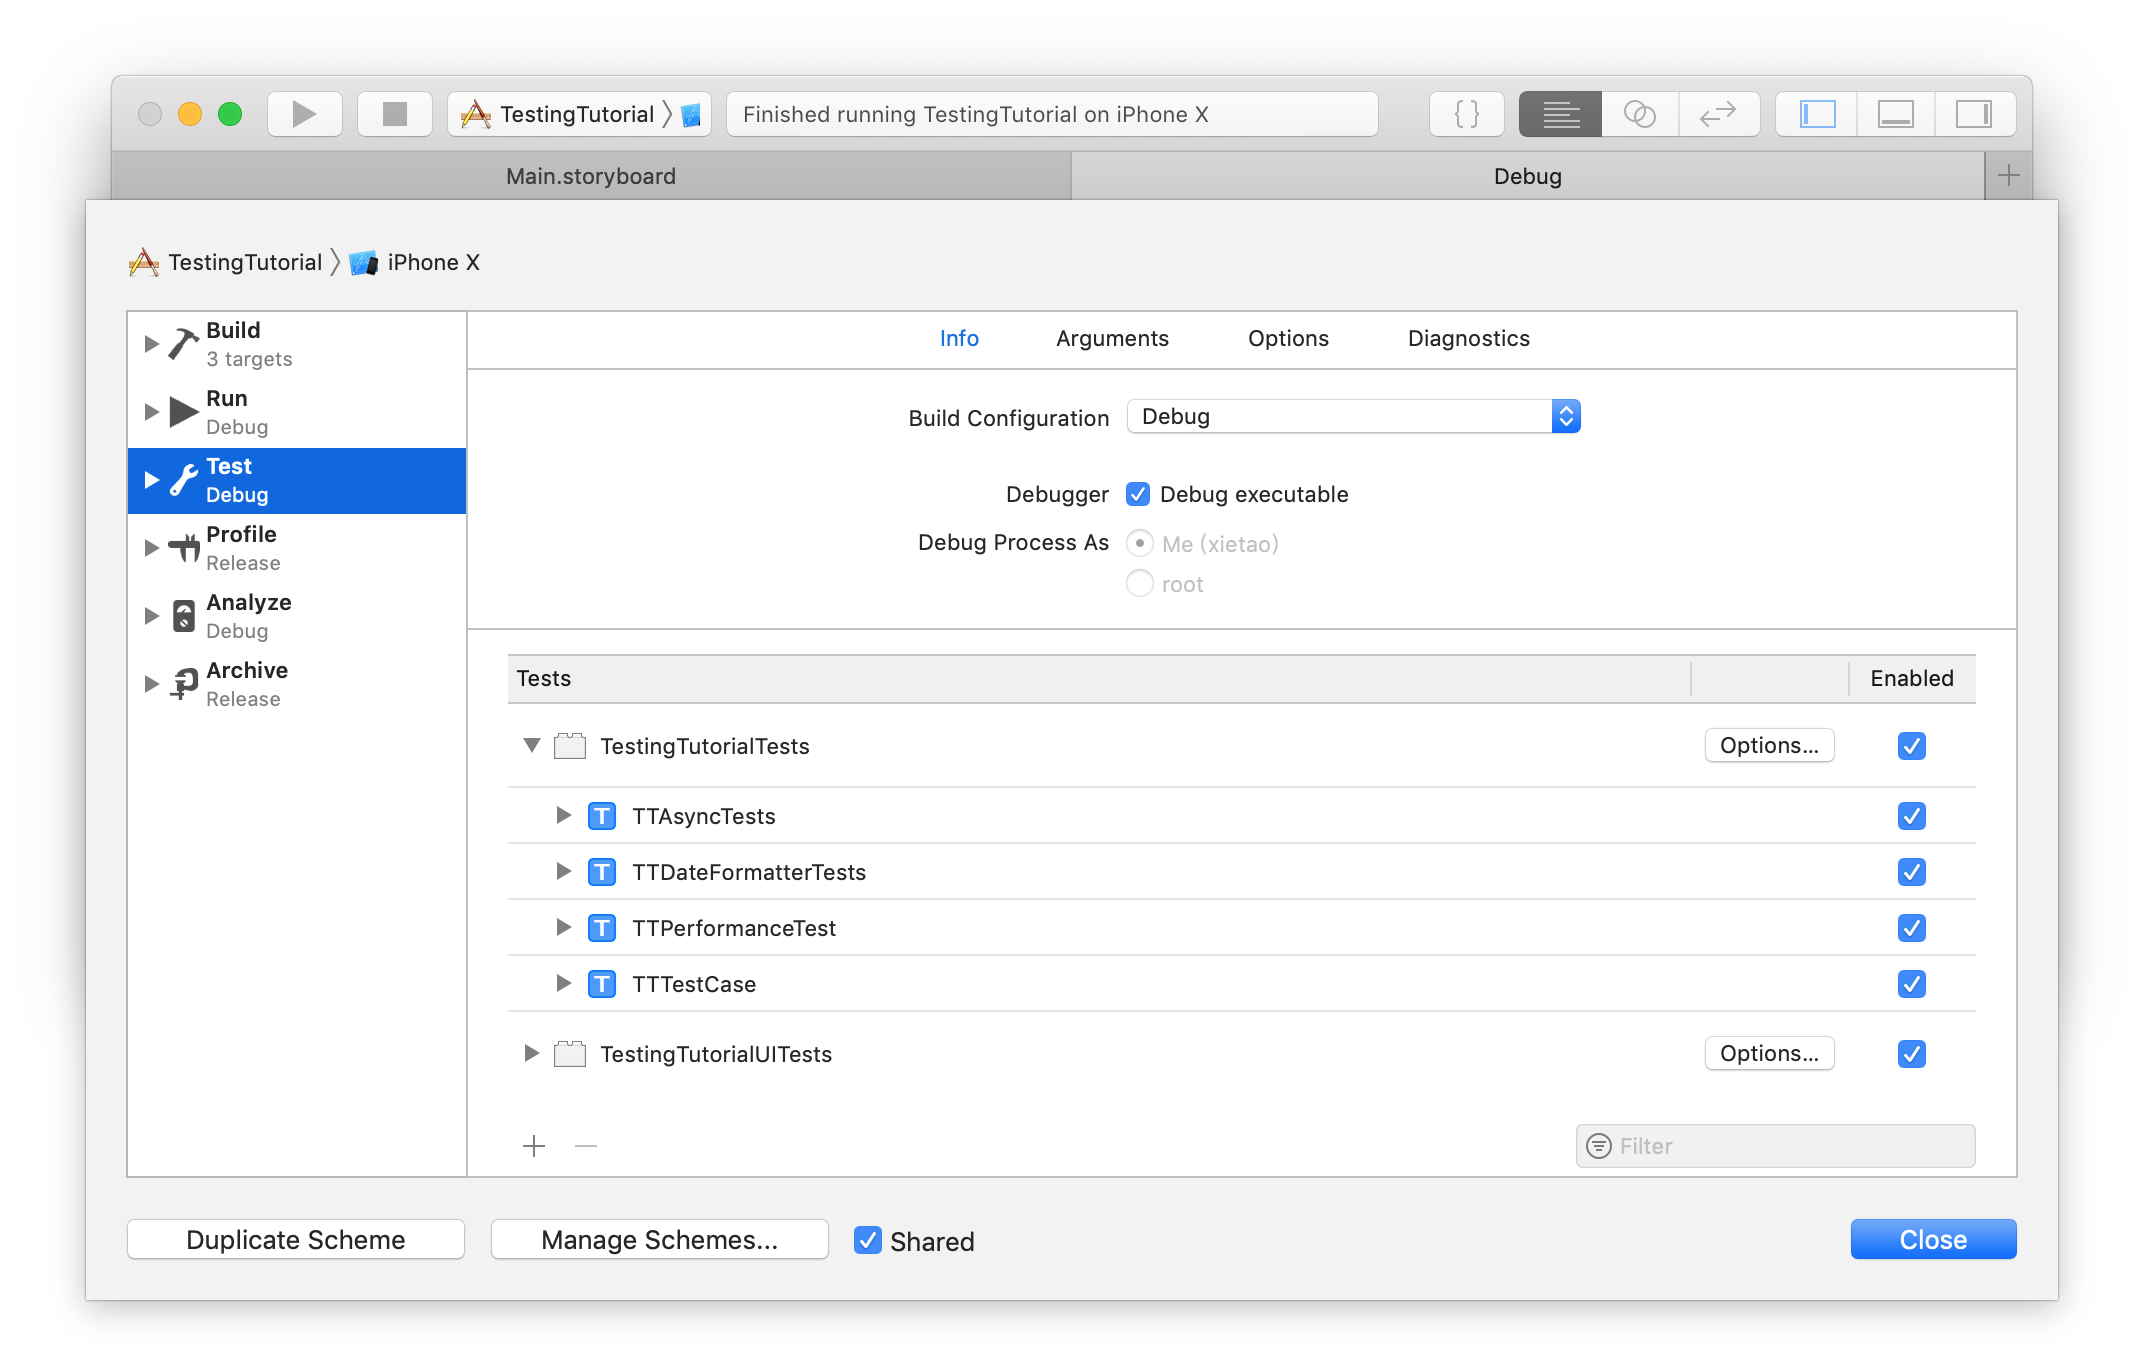 TestingTutorial
Finished running TestingTutorial on iPhone X
{ }
Main.storyboard
Debug
TestingTutorial
iPhone X
Build
3 targets
Run
Debug
Test
Debug
Profile
Release
Analyze
Debug
Archive
Release
Info Arguments Options Diagnostics
Build Configuration Debug
Debugger Debug executable
Debug Process As Me (xietao)
root
Tests Enabled
TestingTutorialTests Options...
T TTAsyncTests
T TTDateFormatterTests
T TTPerformanceTest
T TTTestCase
TestingTutorialUITests Options...
Filter
Duplicate Scheme Manage Schemes... Shared Close